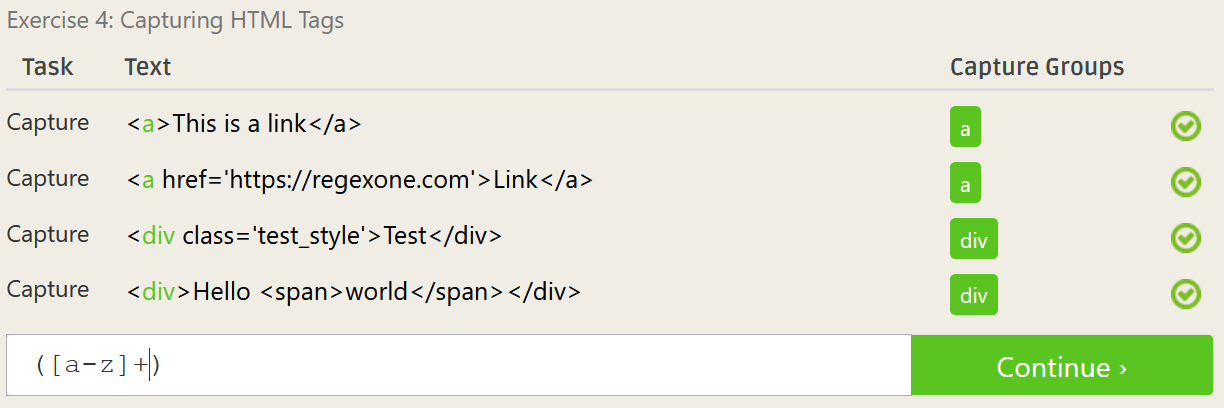 Exercise 4: Capturing HTML Tags
Task Text Capture Groups
Capture <a>This is a link</a> a
Capture <a href='https://regexone.com'>Link</a> a
Capture <div class='test_style'>Test</div> div
Capture <div>Hello <span>world</span></div> div
([a-z]+) Continue ›